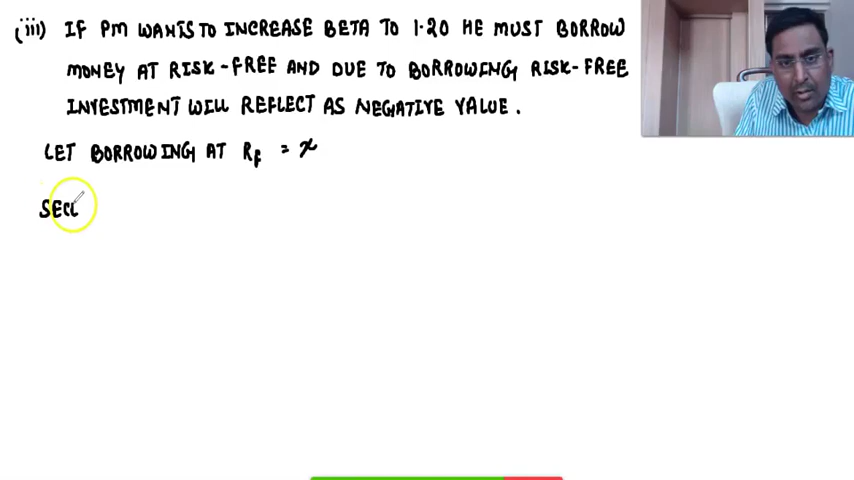 (iii) IF PM WANTS TO INCREASE BETA TO 1.20 HE MUST BORROW
MONEY AT RISK-FREE AND DUE TO BORROWING RISK-FREE
INVESTMENT WILL REFLECT AS NEGATIVE VALUE.
LET BORROWING AT Rf = x
SECU